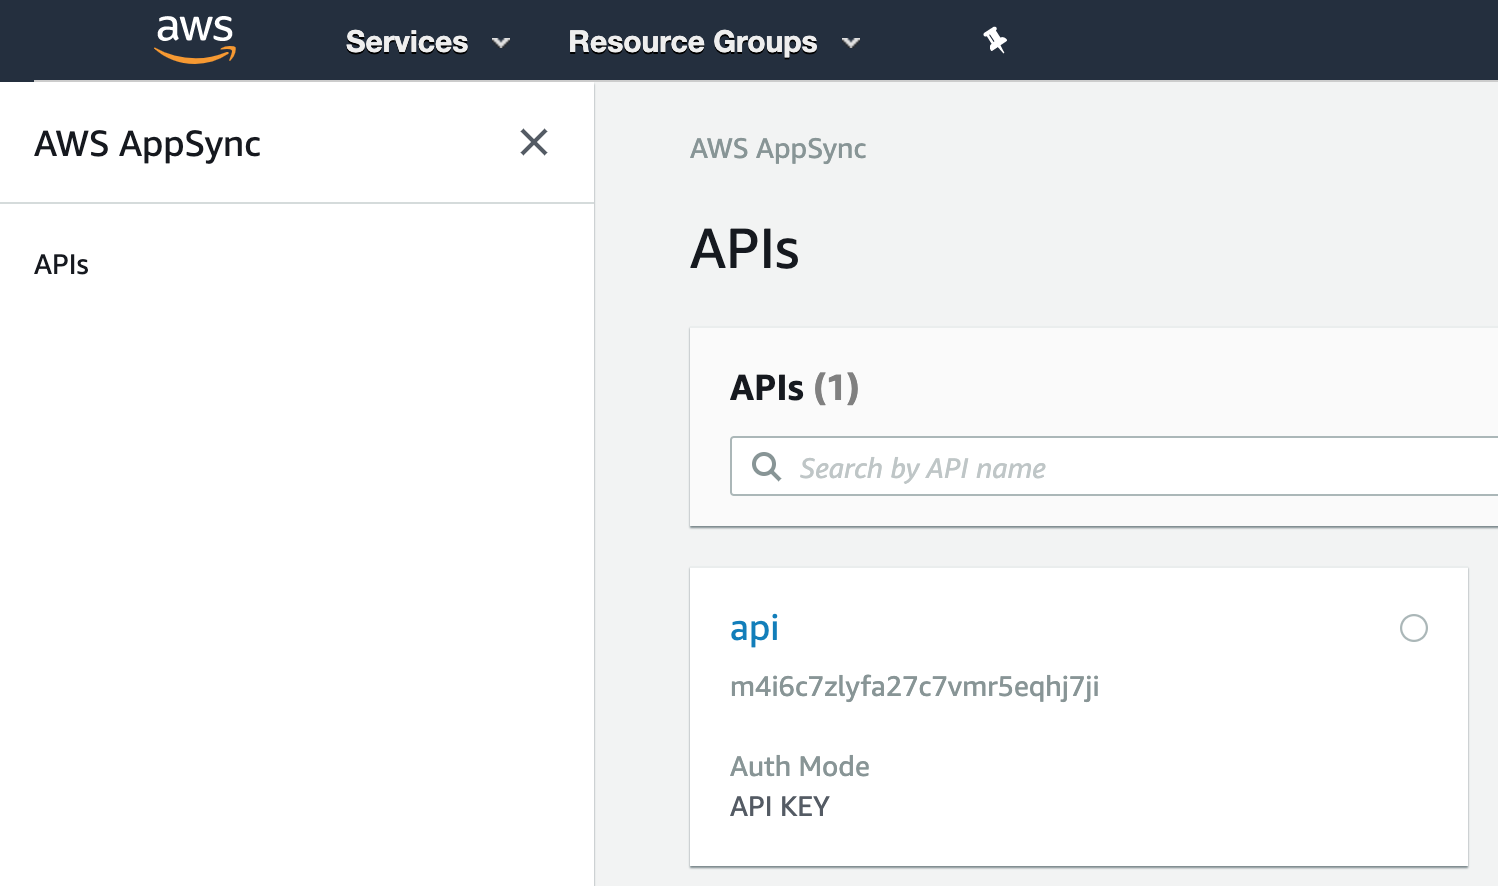 aws
Services
Resource Groups
AWS AppSync
APIs
AWS AppSync
APIs
APIs (1)
Search by API name
api
m4i6c7zlyfa27c7vmr5eqhj7ji
Auth Mode
API KEY